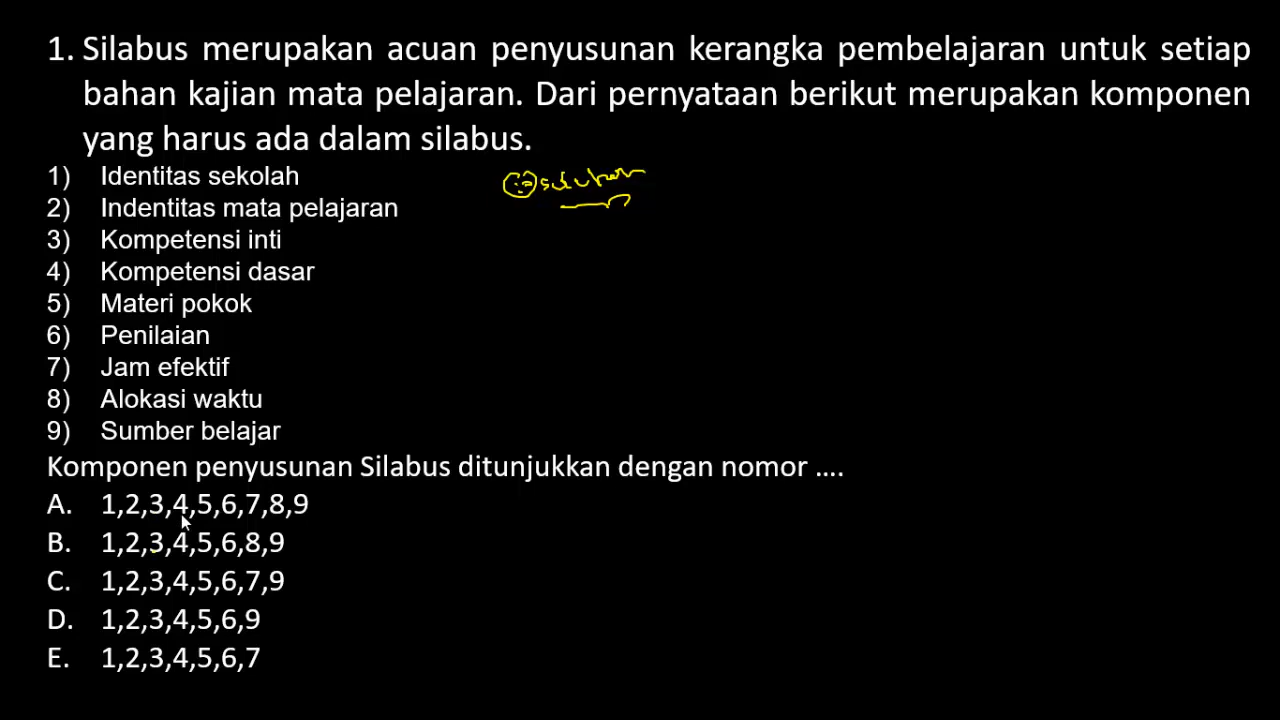 1. Silabus merupakan acuan penyusunan kerangka pembelajaran untuk setiap
bahan kajian mata pelajaran. Dari pernyataan berikut merupakan komponen
yang harus ada dalam silabus.
1) Identitas sekolah
2) Indentitas mata pelajaran
3) Kompetensi inti
4) Kompetensi dasar
5) Materi pokok
6) Penilaian
7) Jam efektif
8) Alokasi waktu
9) Sumber belajar
Komponen penyusunan Silabus ditunjukkan dengan nomor ....
A. 1,2,3,4,5,6,7,8,9
B. 1,2,3,4,5,6,8,9
C. 1,2,3,4,5,6,7,9
D. 1,2,3,4,5,6,9
E. 1,2,3,4,5,6,7